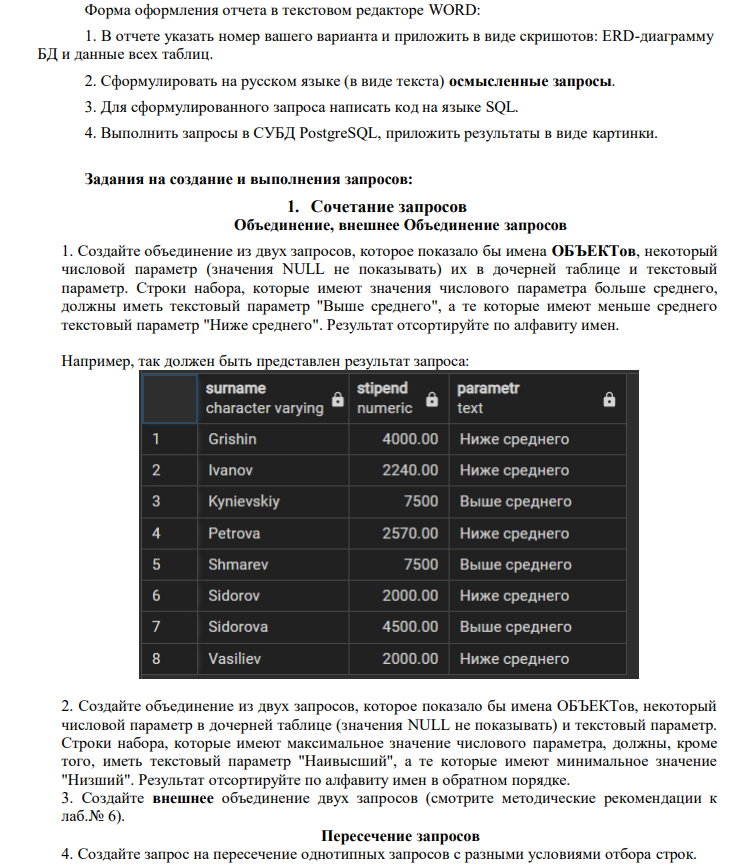 Форма оформления отчета в текстовом редакторе WORD:
1. В отчете указать номер вашего варианта и приложить в виде скришотов: ERD-диаграмму
БД и данные всех таблиц.
2. Сформулировать на русском языке (в виде текста) осмысленные запросы.
3. Для сформулированного запроса написать код на языке SQL.
4. Выполнить запросы в СУБД PostgreSQL, приложить результаты в виде картинки.
Задания на создание и выполнения запросов:
1. Сочетание запросов
Объединение, внешнее Объединение запросов
1. Создайте объединение из двух запросов, которое показало бы имена ОБЪЕКТов, некоторый
числовой параметр (значения NULL не показывать) их в дочерней таблице и текстовый
параметр. Строки набора, которые имеют значения числового параметра больше среднего,
должны иметь текстовый параметр "Выше среднего", а те которые имеют меньше среднего
текстовый параметр "Ниже среднего". Результат отсортируйте по алфавиту имен.
Например, так должен быть представлен результат запроса:
surname stipend parametr
character varying numeric text
1 Grishin 4000.00 Ниже среднего
2 Ivanov 2240.00 Ниже среднего
3 Kynievskiy 7500 Выше среднего
4 Petrova 2570.00 Ниже среднего
5 Shmarev 7500 Выше среднего
6 Sidorov 2000.00 Ниже среднего
7 Sidorova 4500.00 Выше среднего
8 Vasiliev 2000.00 Ниже среднего
2. Создайте объединение из двух запросов, которое показало бы имена ОБЪЕКТов, некоторый
числовой параметр в дочерней таблице (значения NULL не показывать) и текстовый параметр.
Строки набора, которые имеют максимальное значение числового параметра, должны, кроме
того, иметь текстовый параметр "Наивысший", а те которые имеют минимальное значение
"Низший". Результат отсортируйте по алфавиту имен в обратном порядке.
3. Создайте внешнее объединение двух запросов (смотрите методические рекомендации к
лаб.№ 6).
Пересечение запросов
4. Создайте запрос на пересечение однотипных запросов с разными условиями отбора строк.